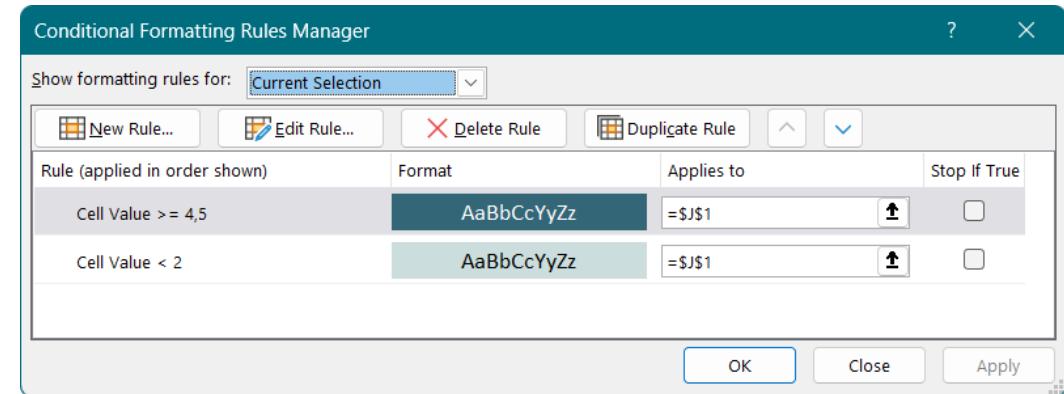 Conditional Formatting Rules Manager ?
Show formatting rules for: Current Selection
New Rule... Edit Rule... Delete Rule Duplicate Rule
Rule (applied in order shown) Format Applies to Stop If True
Cell Value >= 4,5 AaBbCcYyZz =$J$1
Cell Value < 2 AaBbCcYyZz =$J$1
OK Close Apply